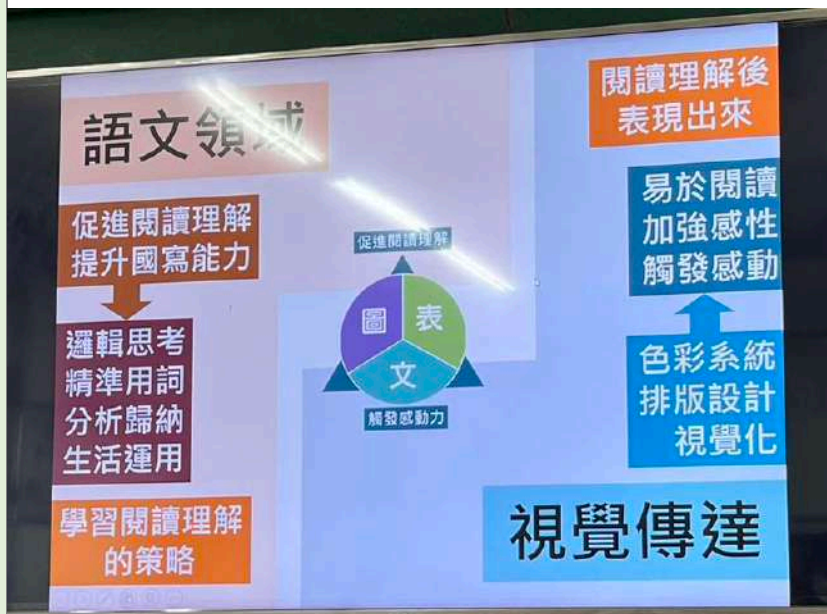 語文領域
促進閱讀理解
提升國寫能力
邏輯思考
精準用詞
分析歸納
生活運用
學習閱讀理解
的策略
促進閱讀理解
圖
表
文
觸發感動力
閱讀理解後
表現出來
易於閱讀
加強感性
觸發感動
色彩系統
排版設計
視覺化
視覺傳達